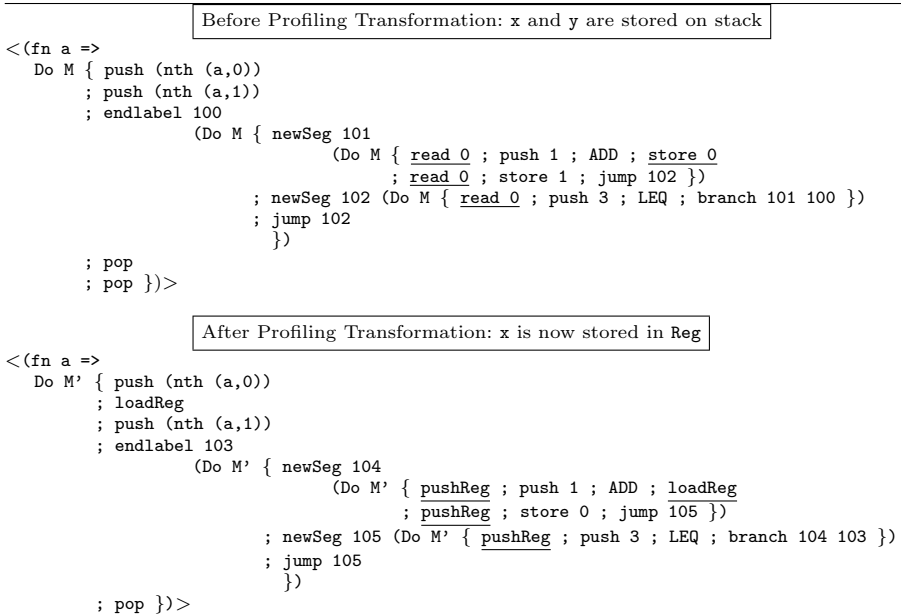 Before Profiling Transformation: x and y are stored on stack
<(fn a =>
Do M { push (nth (a,0))
; push (nth (a,1))
; endlabel 100
(Do M { newSeg 101
(Do M { read 0 ; push 1 ; ADD ; store 0
; read 0 ; store 1 ; jump 102 })
; newSeg 102 (Do M { read 0 ; push 3 ; LEQ ; branch 101 100 })
; jump 102
})
; pop
; pop })>
After Profiling Transformation: x is now stored in Reg
<(fn a =>
Do M' { push (nth (a,0))
; loadReg
; push (nth (a,1))
; endlabel 103
(Do M' { newSeg 104
(Do M' { pushReg ; push 1 ; ADD ; loadReg
; pushReg ; store 0 ; jump 105 })
; newSeg 105 (Do M' { pushReg ; push 3 ; LEQ ; branch 104 103 })
; jump 105
})
; pop })>